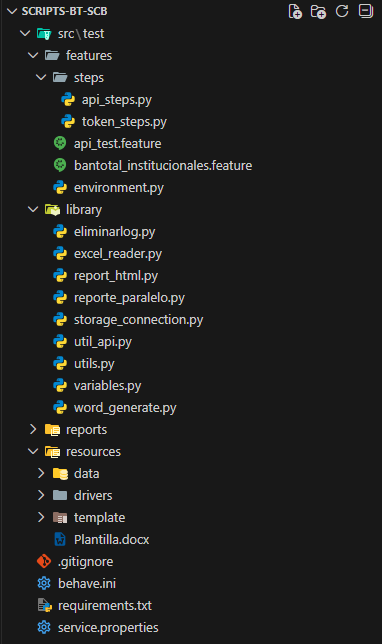 SCRIPTS-BT-SCB
src\test
features
steps
api_steps.py
token_steps.py
api_test.feature
bantotal_institucionales.feature
environment.py
library
eliminarlog.py
excel_reader.py
report_html.py
reporte_paralelo.py
storage_connection.py
util_api.py
utils.py
variables.py
word_generate.py
reports
resources
data
drivers
template
Plantilla.docx
.gitignore
behave.ini
requirements.txt
service.properties